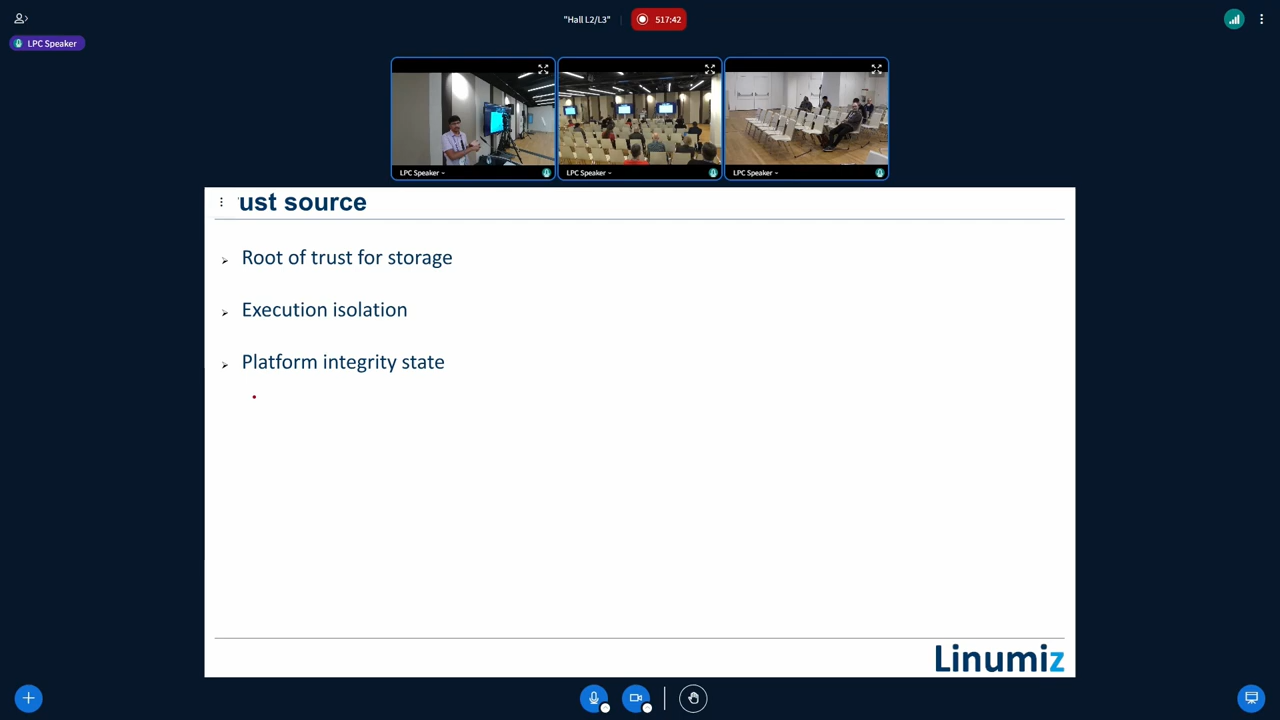 "Hall L2/L3"
517:42
LPC Speaker
LPC Speaker
LPC Speaker
LPC Speaker
ust source
Root of trust for storage
Execution isolation
Platform integrity state
Linumiz